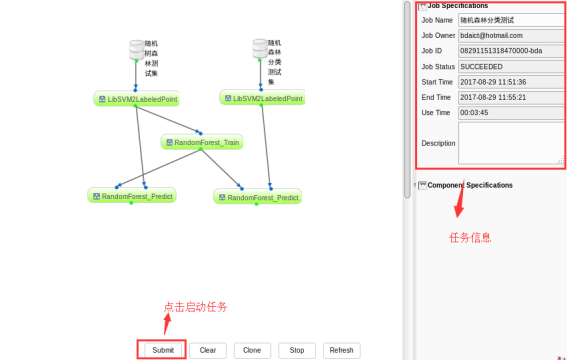 随机
树森
林测
试集
随机
森林
分类
测试
集
LibSVM2LabeledPoint
LibSVM2LabeledPoint
RandomForest_Train
RandomForest_Predict
RandomForest_Predict
点击启动任务
Submit
Clear
Clone
Stop
Refresh
Job Specifications
Job Name 随机森林分类测试
Job Owner bdaict@hotmail.com
Job ID 08291151318470000-bda
Job Status SUCCEEDED
Start Time 2017-08-29 11:51:36
End Time 2017-08-29 11:55:21
Use Time 00:03:45
Description
Component Specifications
任务信息